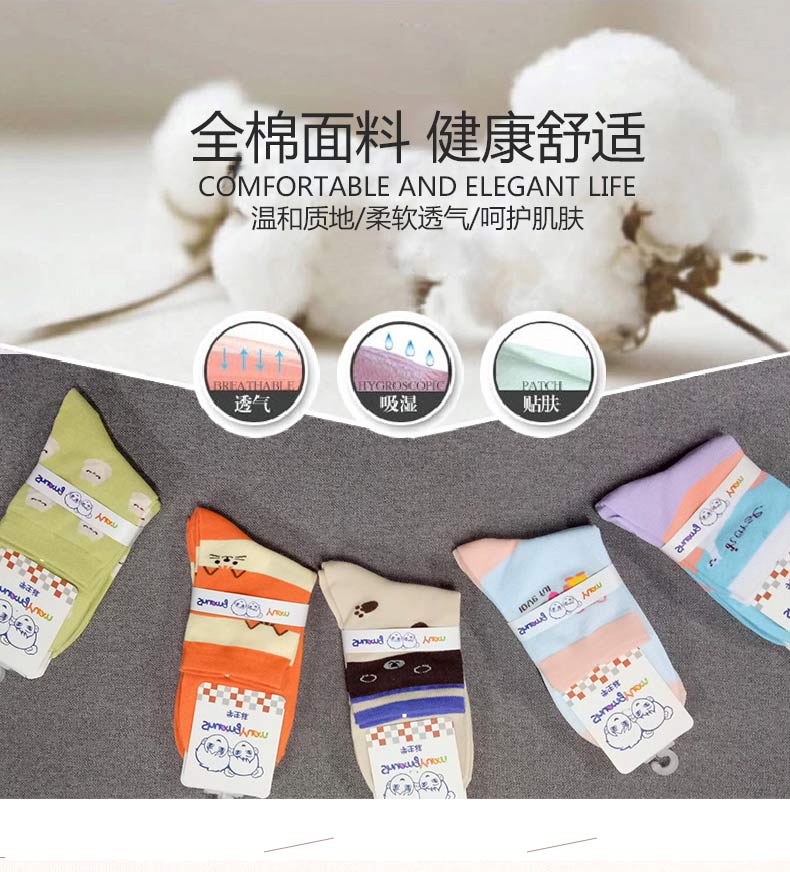 全棉面料 健康舒适
COMFORTABLE AND ELEGANT LIFE
温和质地/柔软透气/呵护肌肤
BREATHABLE
透气
HYGROSCOPIC
吸湿
PATCH
贴肤